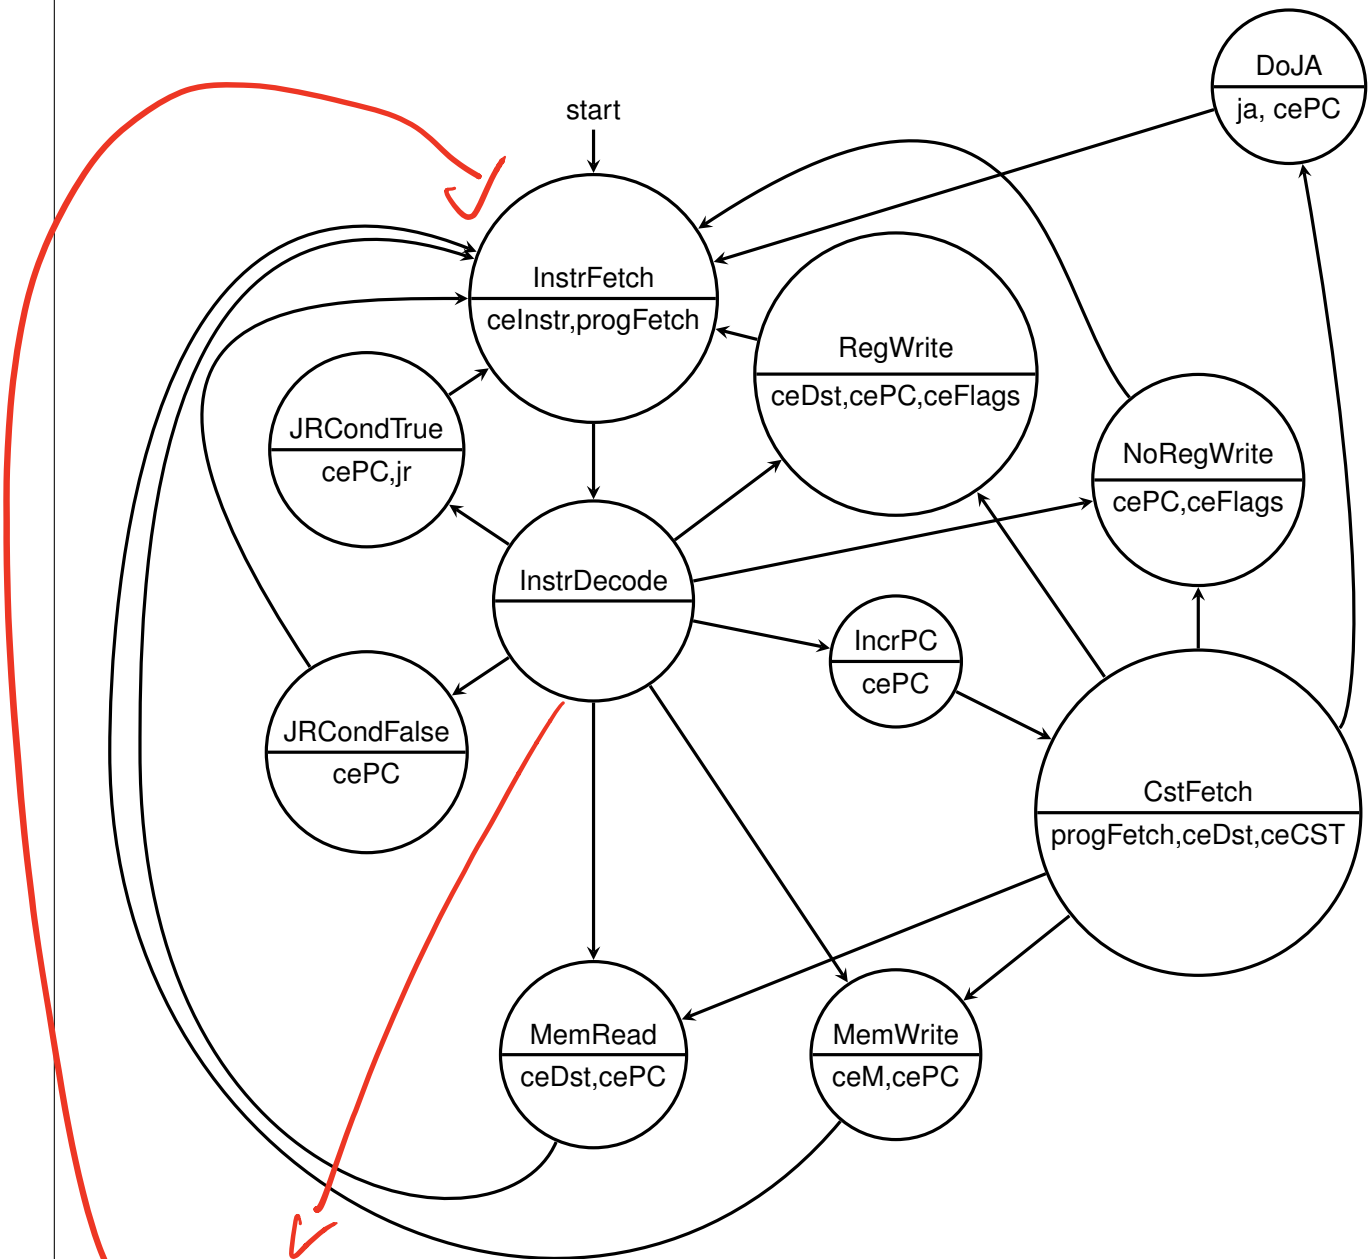 DoJA
ja, cePC
start
InstrFetch
ceInstr,progFetch
RegWrite
ceDst,cePC,ceFlags
JRCondTrue
cePC,jr
NoRegWrite
cePC,ceFlags
InstrDecode
IncrPC
cePC
JRCondFalse
cePC
CstFetch
progFetch,ceDst,ceCST
MemRead
ceDst,cePC
MemWrite
ceM,cePC